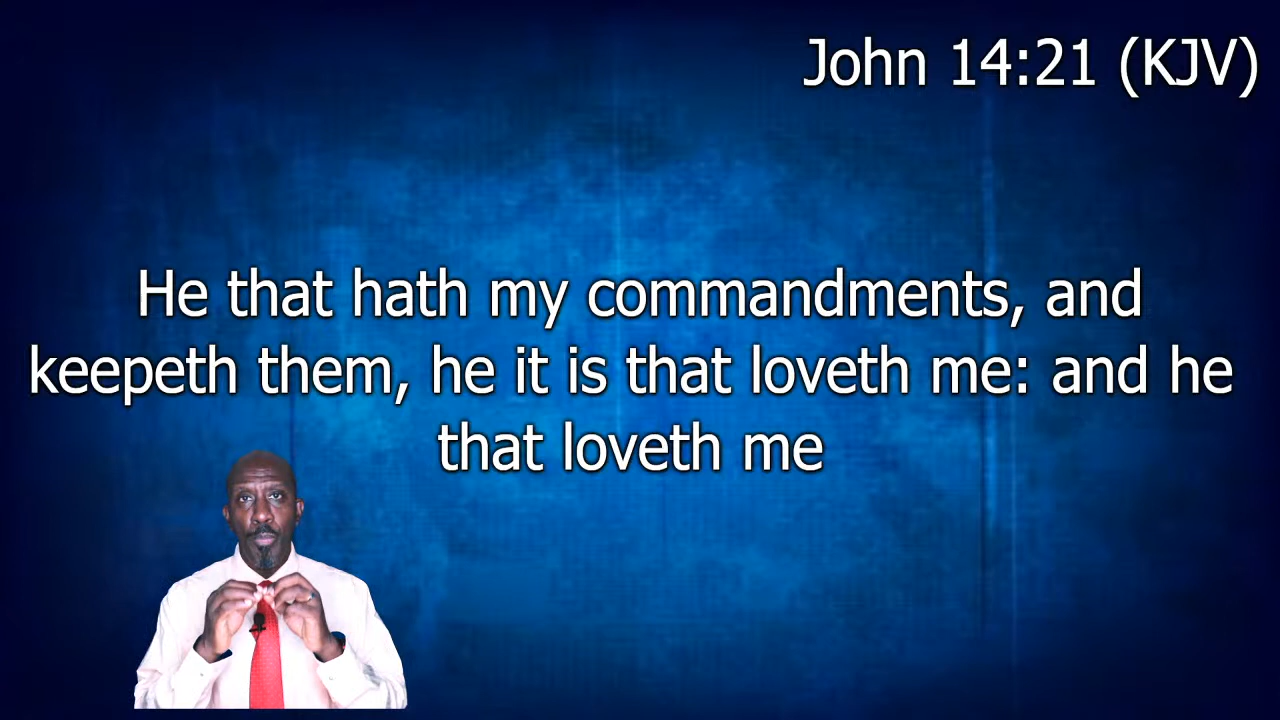 John 14:21 (KJV)
He that hath my commandments, and
keepeth them, he it is that loveth me: and he
that loveth me